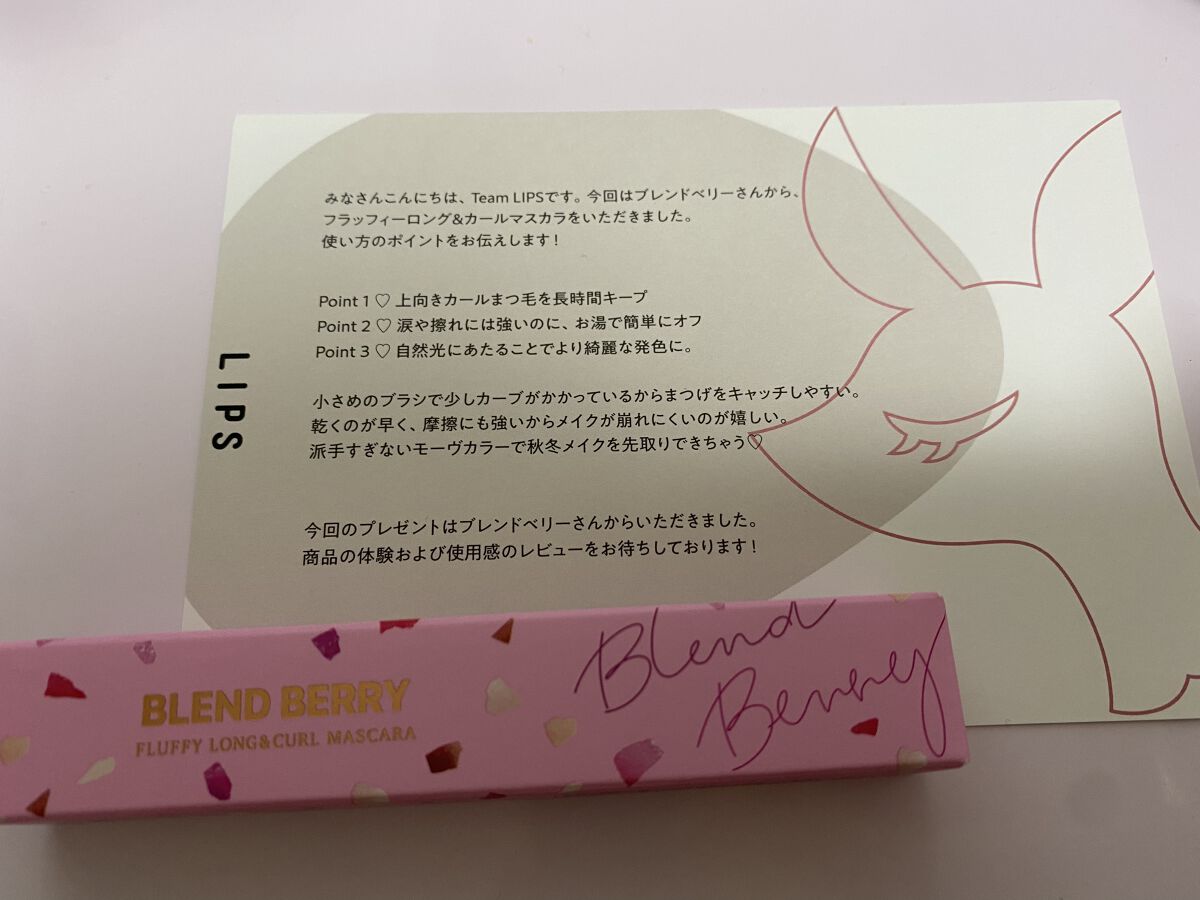 みなさんこんにちは、Team LIPSです。今回はブレンドベリーさんから、
フラッフィーロング&カールマスカラをいただきました。
使い方のポイントをお伝えします!
Point 1 ♡ 上向きカールまつ毛を長時間キープ
Point 2 ♡ 涙や擦れには強いのに、お湯で簡単にオフ
Point 3 ♡ 自然光にあたることでより綺麗な発色に。
小さめのブラシで少しカーブがかかっているからまつげをキャッチしやすい。
乾くのが早く、摩擦にも強いからメイクが崩れにくいのが嬉しい。
派手すぎないモーヴカラーで秋冬メイクを先取りできちゃう♡
今回のプレゼントはブレンドベリーさんからいただきました。
商品の体験および使用感のレビューをお待ちしております!
LIPS
BLEND BERRY
FLUFFY LONG&CURL MASCARA
Blend
Berry